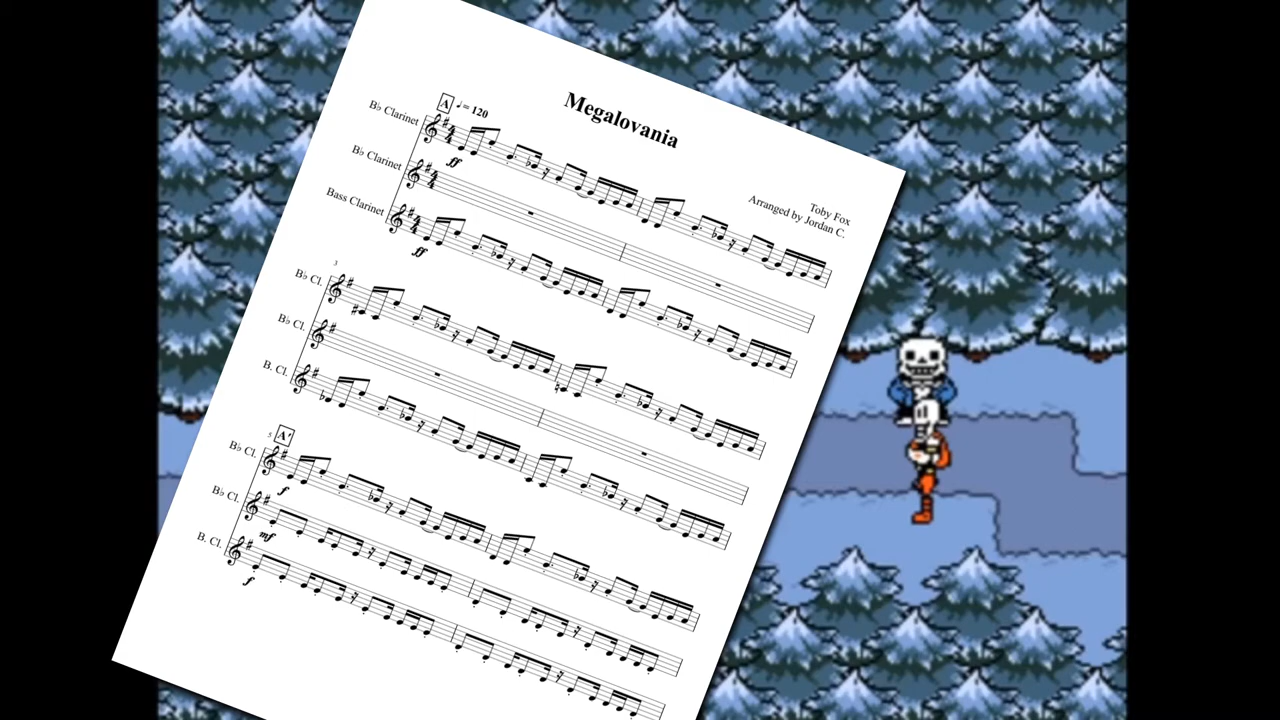 Megalovania
Toby Fox
Arranged by Jordan C.
A ♩= 120
B♭ Clarinet
ff
B♭ Clarinet
Bass Clarinet
ff
3
B♭ Cl.
B♭ Cl.
B. Cl.
5 A'
B♭ Cl.
f
B♭ Cl.
mf
B. Cl.
f